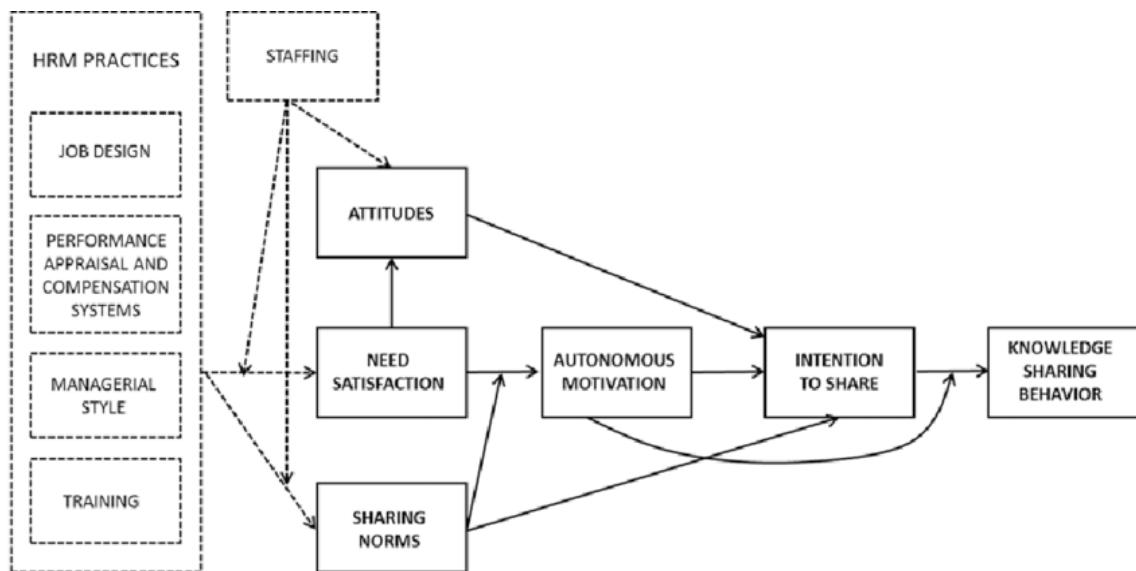 HRM PRACTICES
JOB DESIGN
PERFORMANCE
APPRAISAL AND
COMPENSATION
SYSTEMS
MANAGERIAL
STYLE
TRAINING
STAFFING
ATTITUDES
NEED
SATISFACTION
SHARING
NORMS
AUTONOMOUS
MOTIVATION
INTENTION
TO SHARE
KNOWLEDGE
SHARING
BEHAVIOR